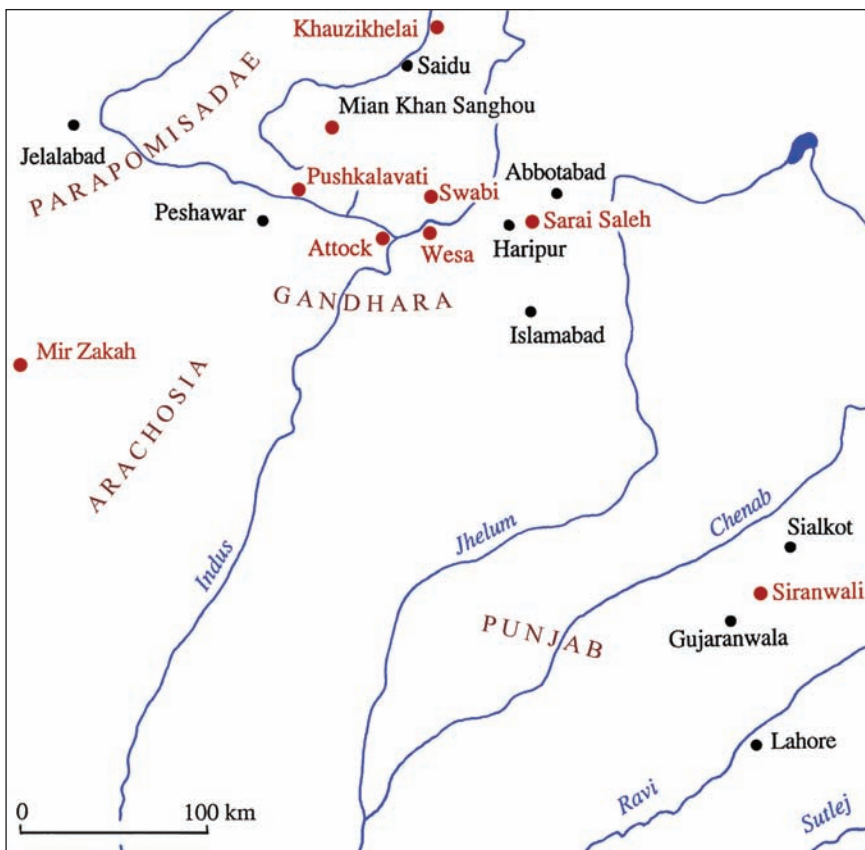 Khauzikhelai
Saidu
Mian Khan Sanghou
Jelalabad
PARAPOMISADAE
Pushkalavati
Swabi
Abbotabad
Peshawar
Sarai Saleh
Attock
Wesa
Haripur
GANDHARA
Islamabad
Mir Zakah
ARACHOSIA
Indus
Jhelum
Chenab
Sialkot
Siranwali
PUNJAB
Gujaranwala
Lahore
Ravi
Sutlej
0 100 km